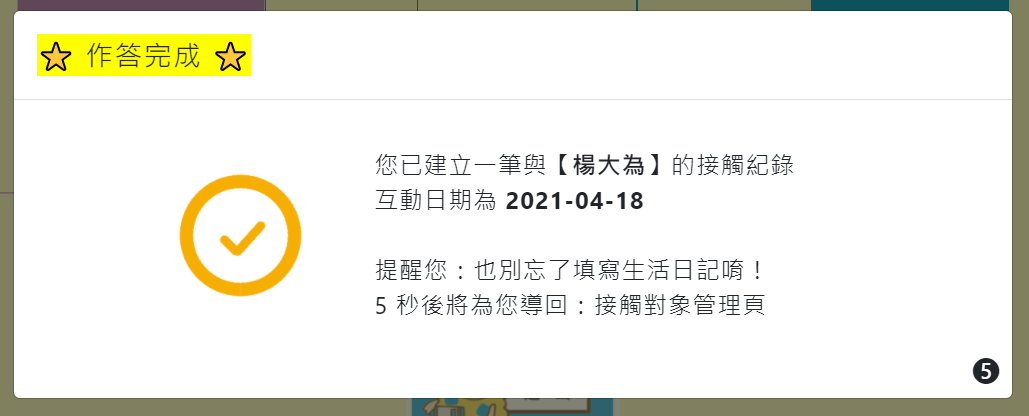 作答完成
您已建立一筆與【楊大為】的接觸紀錄
互動日期為 2021-04-18
提醒您：也別忘了填寫生活日記唷！
5 秒後將為您導回：接觸對象管理頁
5